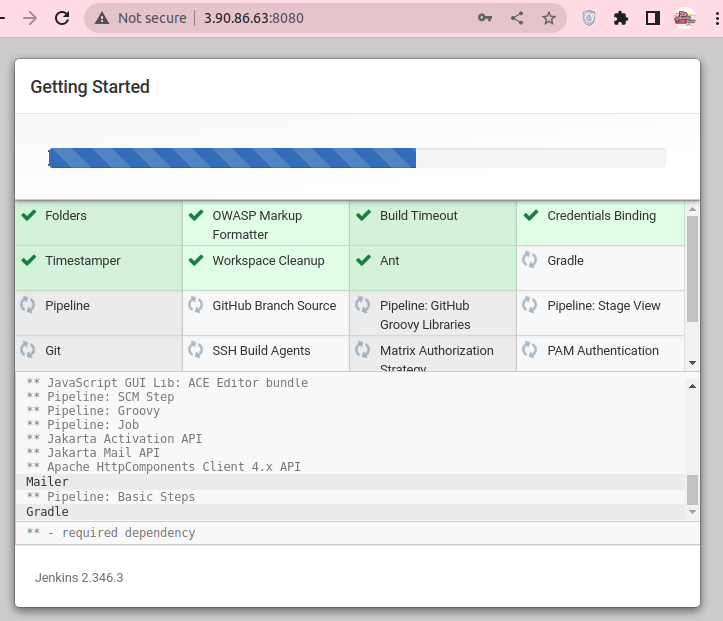 Not secure | 3.90.86.63:8080
Getting Started
Folders
OWASP Markup
Formatter
Build Timeout
Credentials Binding
Timestamper
Workspace Cleanup
Ant
Gradle
Pipeline
GitHub Branch Source
Pipeline: GitHub
Groovy Libraries
Pipeline: Stage View
Git
SSH Build Agents
Matrix Authorization
Strategy
PAM Authentication
** JavaScript GUI Lib: ACE Editor bundle
** Pipeline: SCM Step
** Pipeline: Groovy
** Pipeline: Job
** Jakarta Activation API
** Jakarta Mail API
** Apache HttpComponents Client 4.x API
Mailer
** Pipeline: Basic Steps
Gradle
** - required dependency
Jenkins 2.346.3